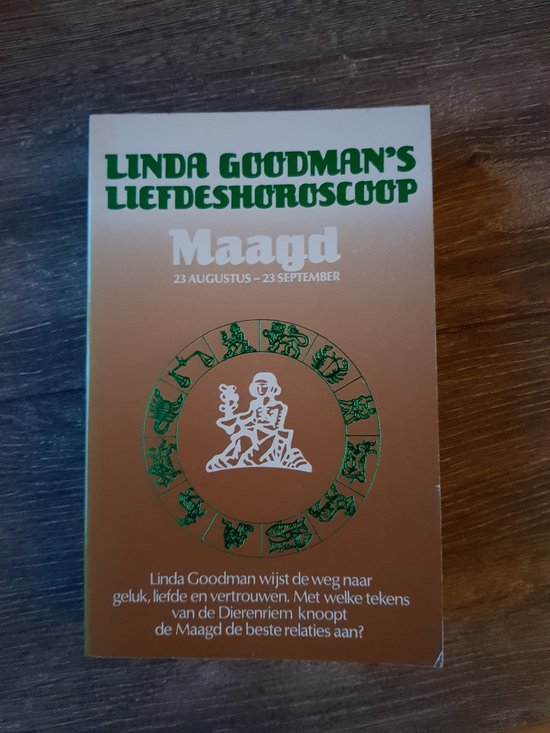 LINDA GOODMAN'S
LIEFDESHOROSCOOP
Maagd
23 AUGUSTUS – 23 SEPTEMBER
Linda Goodman wijst de weg naar
geluk, liefde en vertrouwen. Met welke tekens
van de Dierenriem knoopt
de Maagd de beste relaties aan?